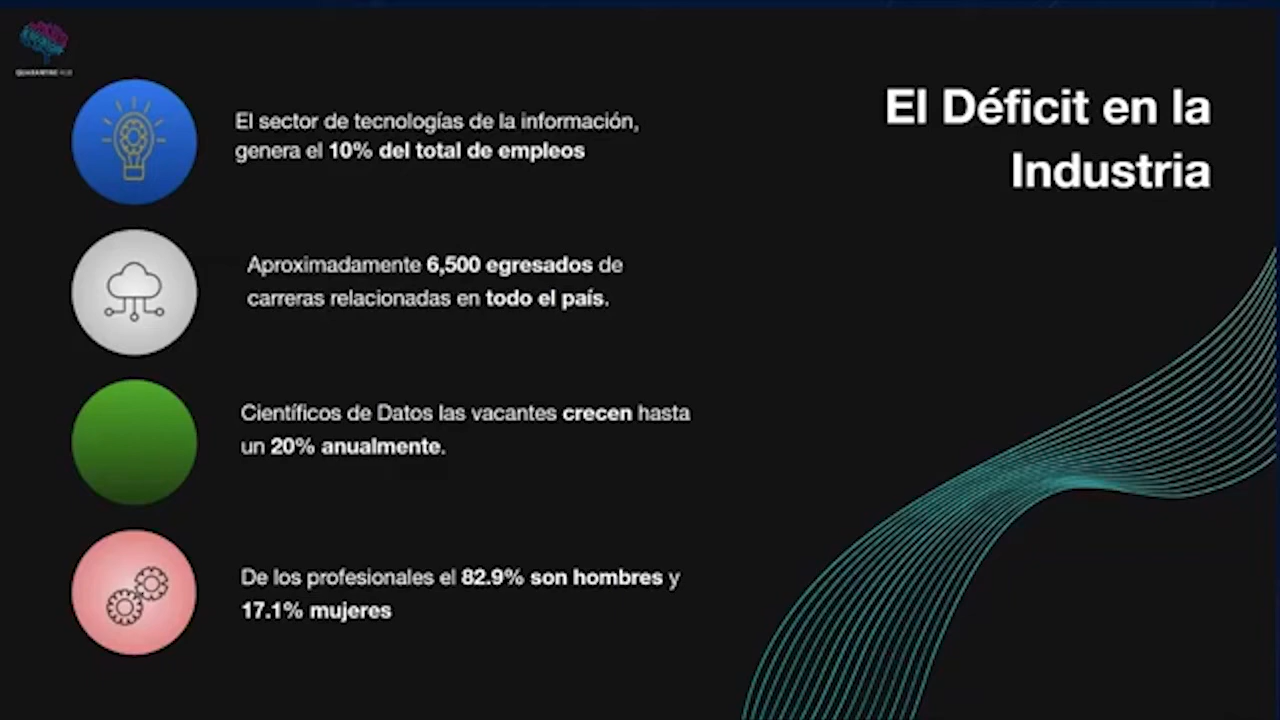 El Déficit en la
Industria
El sector de tecnologías de la información,
genera el 10% del total de empleos
Aproximadamente 6,500 egresados de
carreras relacionadas en todo el país.
Científicos de Datos las vacantes crecen hasta
un 20% anualmente.
De los profesionales el 82.9% son hombres y
17.1% mujeres